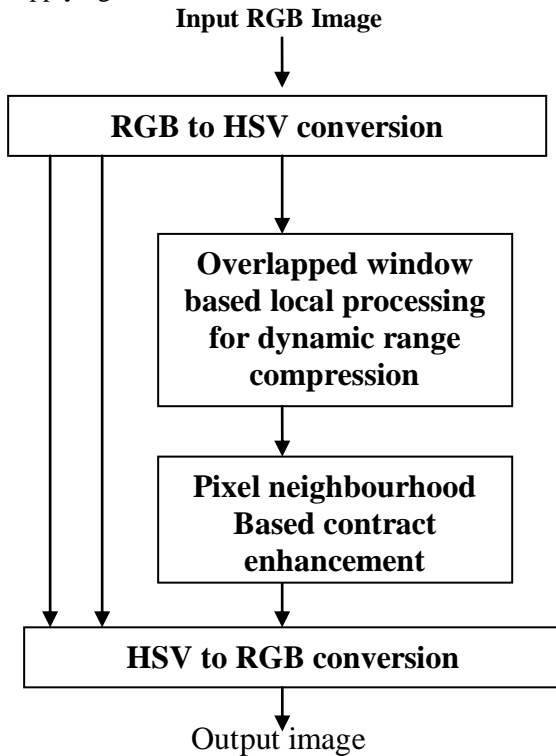 Input RGB Image
RGB to HSV conversion
Overlapped window
based local processing
for dynamic range
compression
Pixel neighbourhood
Based contract
enhancement
HSV to RGB conversion
Output image